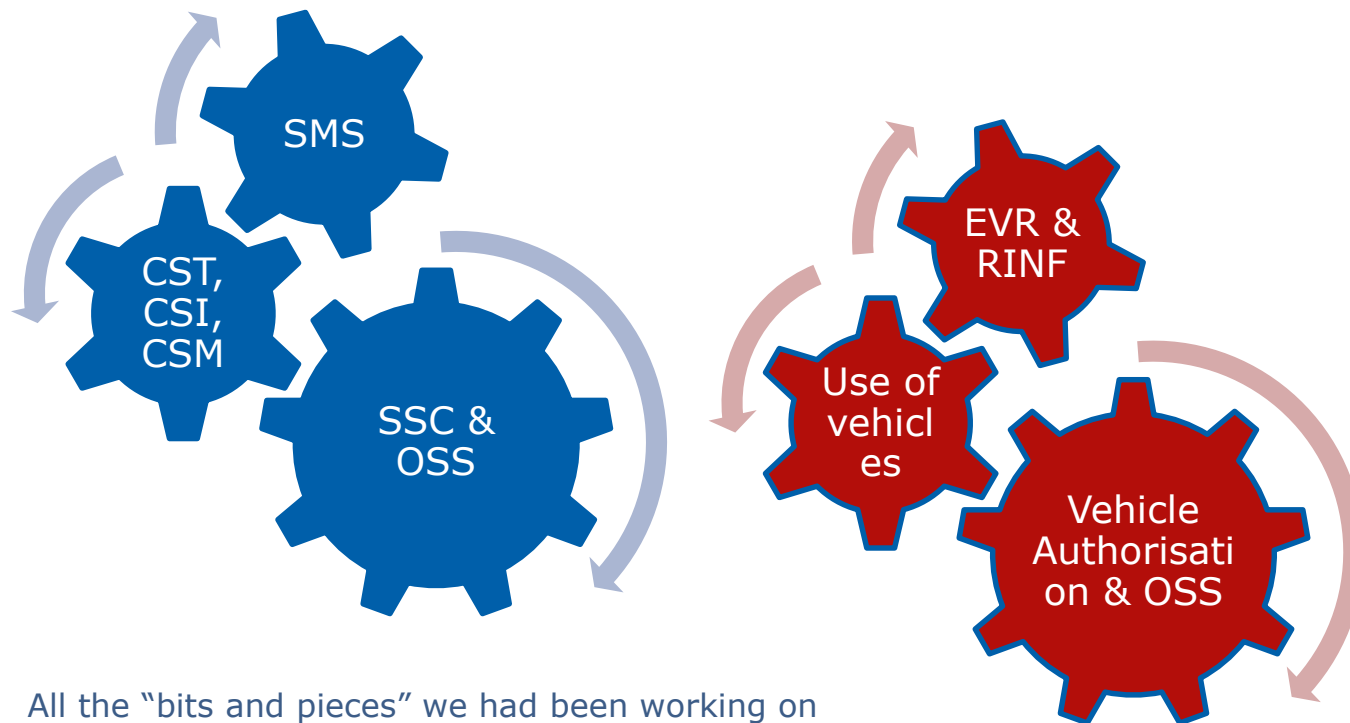 SMS
CST,
CSI,
CSM
SSC &
OSS
EVR &
RINF
Use of
vehicl
es
Vehicle
Authorisati
on & OSS
All the “bits and pieces” we had been working on